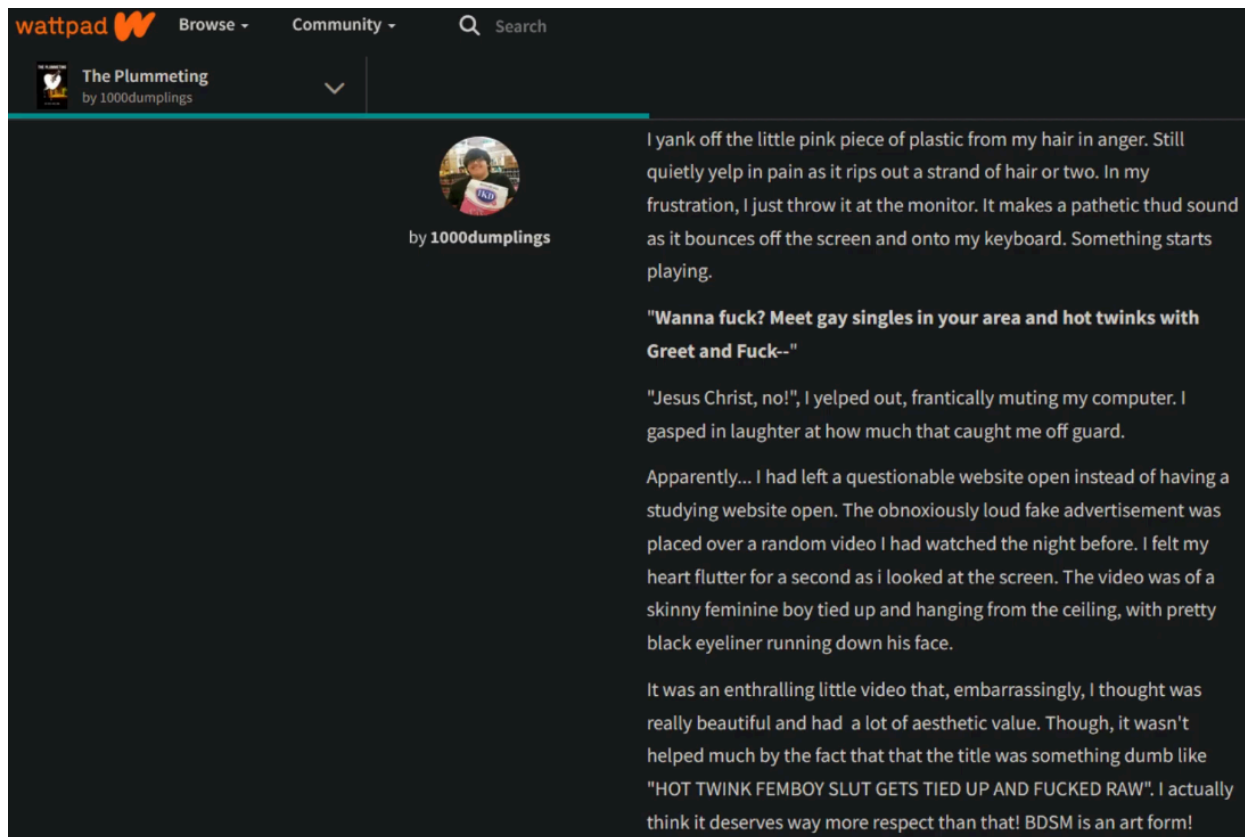 wattpad
Browse
Community
Search
The Plummeting
by 1000dumplings
JKD
by 1000dumplings
I yank off the little pink piece of plastic from my hair in anger. Still
quietly yelp in pain as it rips out a strand of hair or two. In my
frustration, I just throw it at the monitor. It makes a pathetic thud sound
as it bounces off the screen and onto my keyboard. Something starts
playing.
"Wanna fuck? Meet gay singles in your area and hot twinks with
Greet and Fuck--"
"Jesus Christ, no!", I yelped out, frantically muting my computer. I
gasped in laughter at how much that caught me off guard.
Apparently... I had left a questionable website open instead of having a
studying website open. The obnoxiously loud fake advertisement was
placed over a random video I had watched the night before. I felt my
heart flutter for a second as i looked at the screen. The video was of a
skinny feminine boy tied up and hanging from the ceiling, with pretty
black eyeliner running down his face.
It was an enthralling little video that, embarrassingly, I thought was
really beautiful and had a lot of aesthetic value. Though, it wasn't
helped much by the fact that that the title was something dumb like
"HOT TWINK FEMBOY SLUT GETS TIED UP AND FUCKED RAW". I actually
think it deserves way more respect than that! BDSM is an art form!